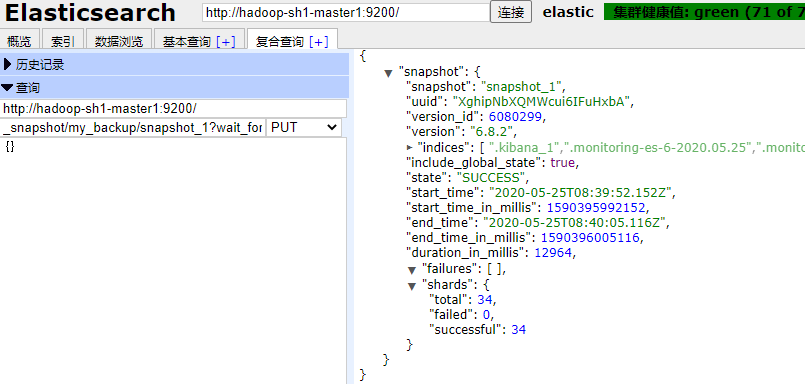 Elasticsearch http://hadoop-sh1-master1:9200/ 连接 elastic 集群健康值: green (71 of 7
概览 索引 数据浏览 基本查询 [+] 复合查询 [+]
历史记录
查询
http://hadoop-sh1-master1:9200/
_snapshot/my_backup/snapshot_1?wait_for PUT
{}
{
"snapshot": {
"snapshot": "snapshot_1",
"uuid": "XghipNbXQMWcui6IFuHxbA",
"version_id": 6080299,
"version": "6.8.2",
"indices": [ ".kibana_1",".monitoring-es-6-2020.05.25",".monito
"include_global_state": true,
"state": "SUCCESS",
"start_time": "2020-05-25T08:39:52.152Z",
"start_time_in_millis": 1590395992152,
"end_time": "2020-05-25T08:40:05.116Z",
"end_time_in_millis": 1590396005116,
"duration_in_millis": 12964,
"failures": [ ],
"shards": {
"total": 34,
"failed": 0,
"successful": 34
}
}
}